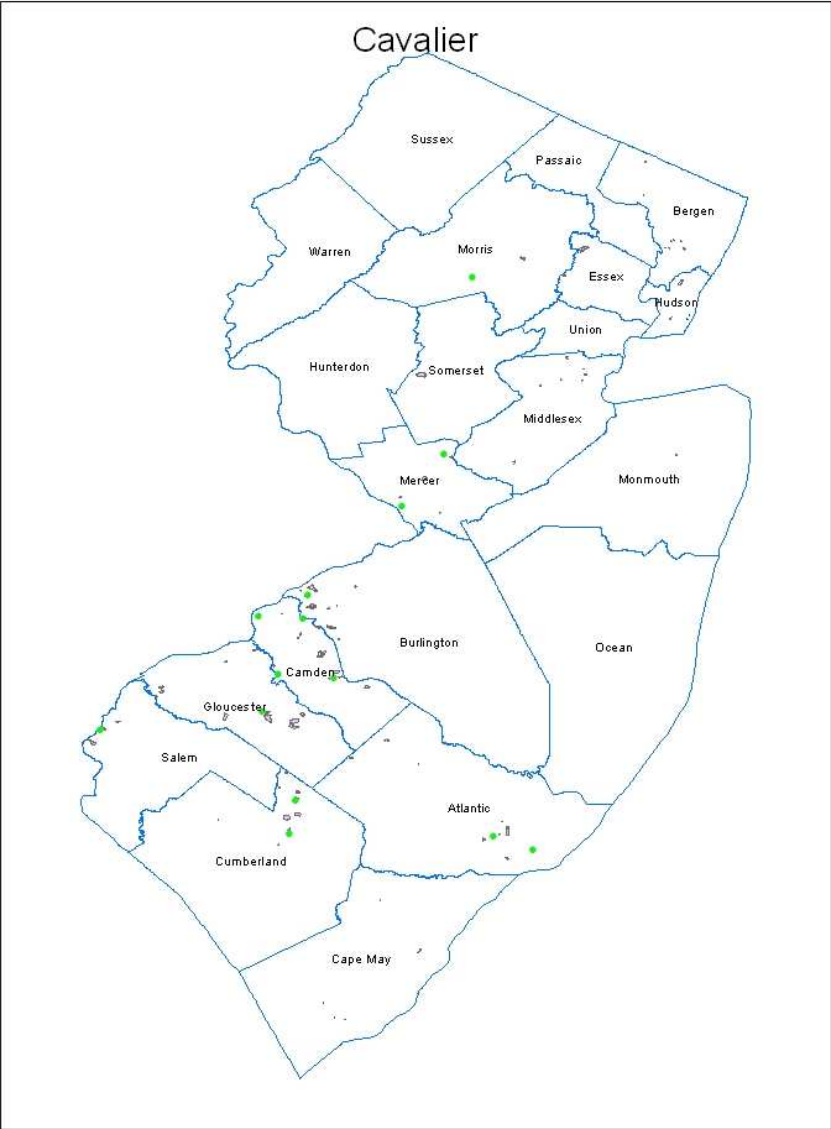 Cavalier
Sussex
Passaic
Bergen
Morris
Warren
Essex
Hudson
Union
Hunterdon
Somerset
Middlesex
Mercer
Monmouth
Burlington
Ocean
Camden
Gloucester
Salem
Atlantic
Cumberland
Cape May